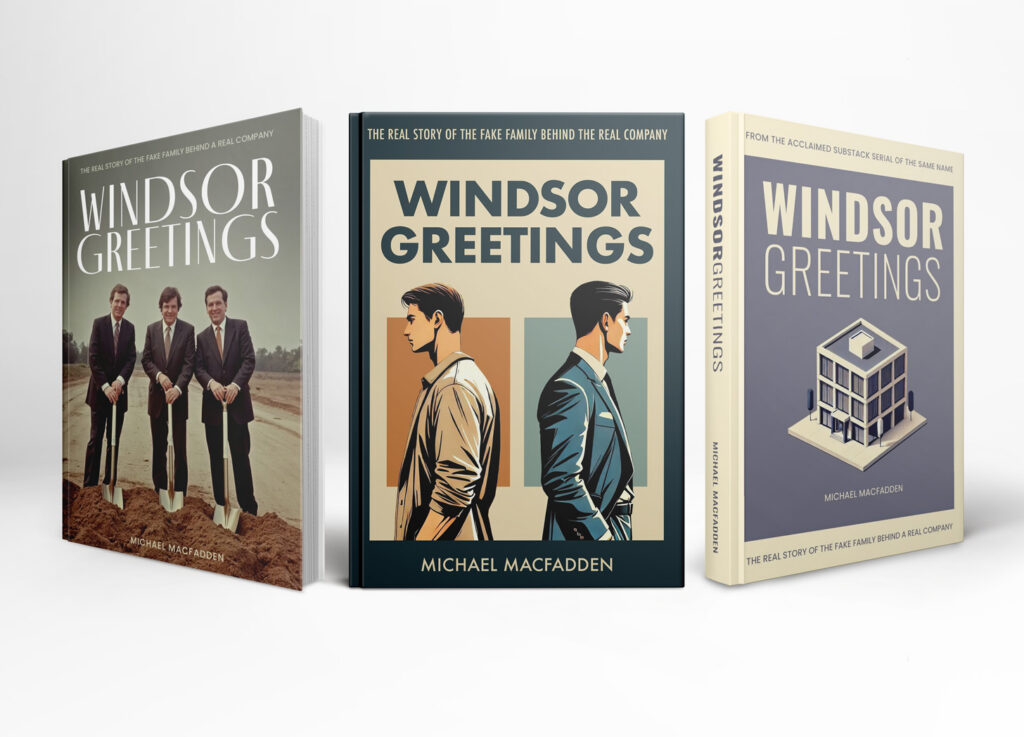 THE REAL STORY OF THE FAKE FAMILY BEHIND A REAL COMPANY
WINDSOR
GREETINGS
MICHAEL MACFADDEN
THE REAL STORY OF THE FAKE FAMILY BEHIND THE REAL COMPANY
WINDSOR
GREETINGS
MICHAEL MACFADDEN
WINDSORGREETINGS
MICHAEL MACFADDEN
FROM THE ACCLAIMED SUBSTACK SERIAL OF THE SAME NAME
WINDSOR
GREETINGS
MICHAEL MACFADDEN
THE REAL STORY OF THE FAKE FAMILY BEHIND A REAL COMPANY